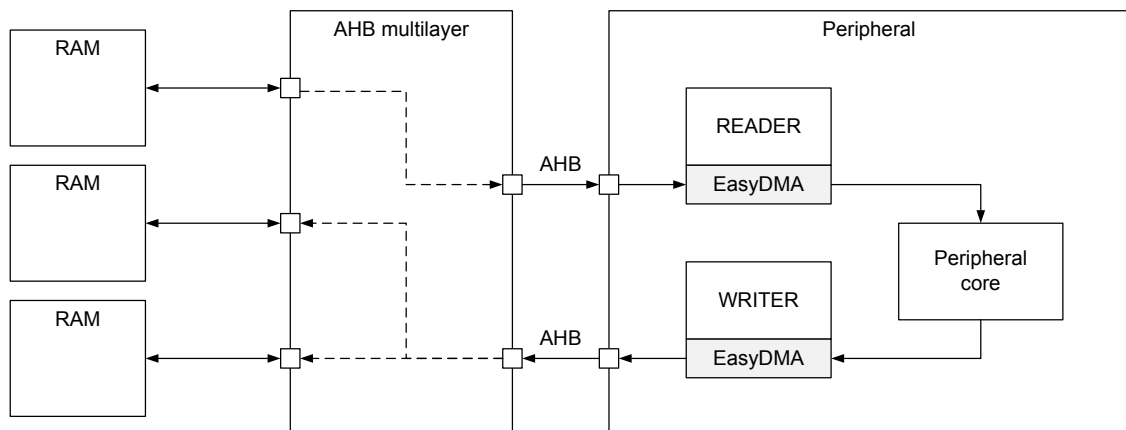 AHB multilayer
Peripheral
RAM
RAM
RAM
AHB
AHB
READER
EasyDMA
WRITER
EasyDMA
Peripheral
core